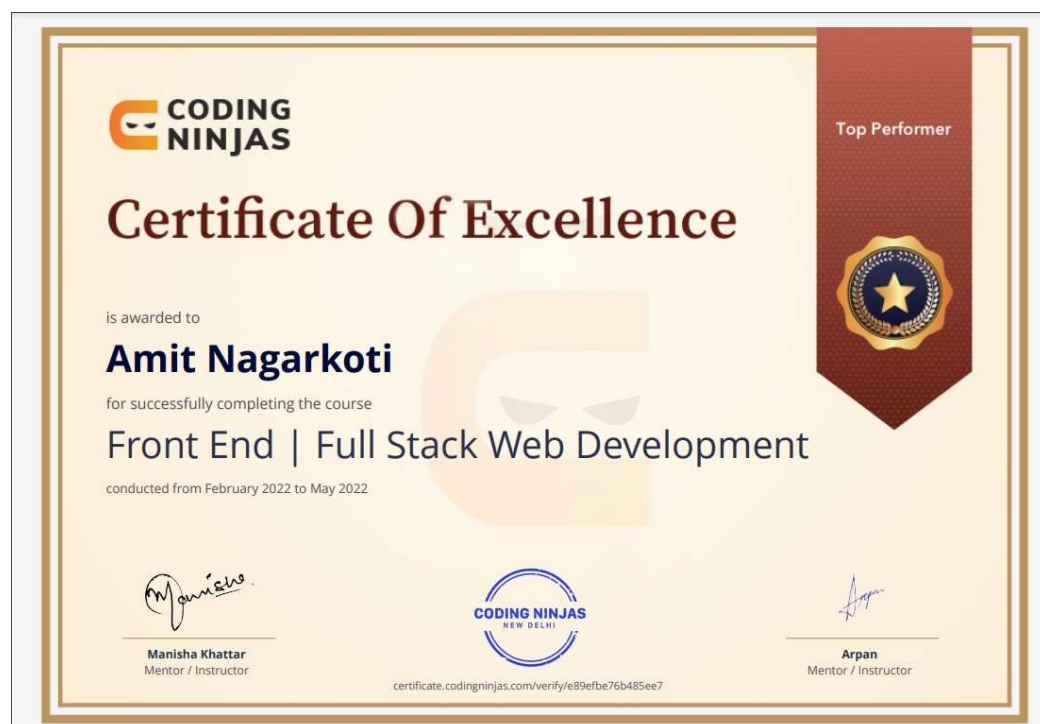 CODING
NINJAS
Top Performer
Certificate Of Excellence
is awarded to
Amit Nagarkoti
for successfully completing the course
Front End | Full Stack Web Development
conducted from February 2022 to May 2022
Manishe
Arpan
CODING NINJAS
NEW DELHI
Manisha Khattar
Mentor / Instructor
Arpan
Mentor / Instructor
certificate.codingninjas.com/verify/e89efbe76b485ee7